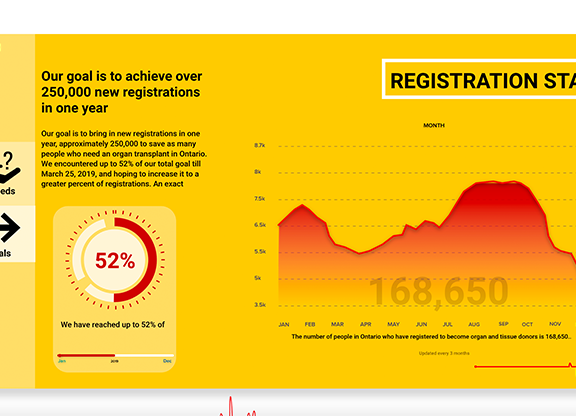 Our goal is to achieve over
250,000 new registrations
in one year
Our goal is to bring in new registrations in one
year, approximately 250,000 to save as many
people who need an organ transplant in Ontario.
We encountered up to 52% of our total goal till
March 25, 2019, and hoping to increase it to a
greater percent of registrations. An exact
..?
eds
als
52%
We have reached up to 52% of
Jan 2019 Dec
REGISTRATION STA
MONTH
8.7k
8k
7.5k
6.5k
5.5k
5k
3.5k
168,650
JAN FEB MAR APR MAY JUN JUL AUG SEP OCT NOV
The number of people in Ontario who have registered to become organ and tissue donors is 168,650..
Updated every 3 months